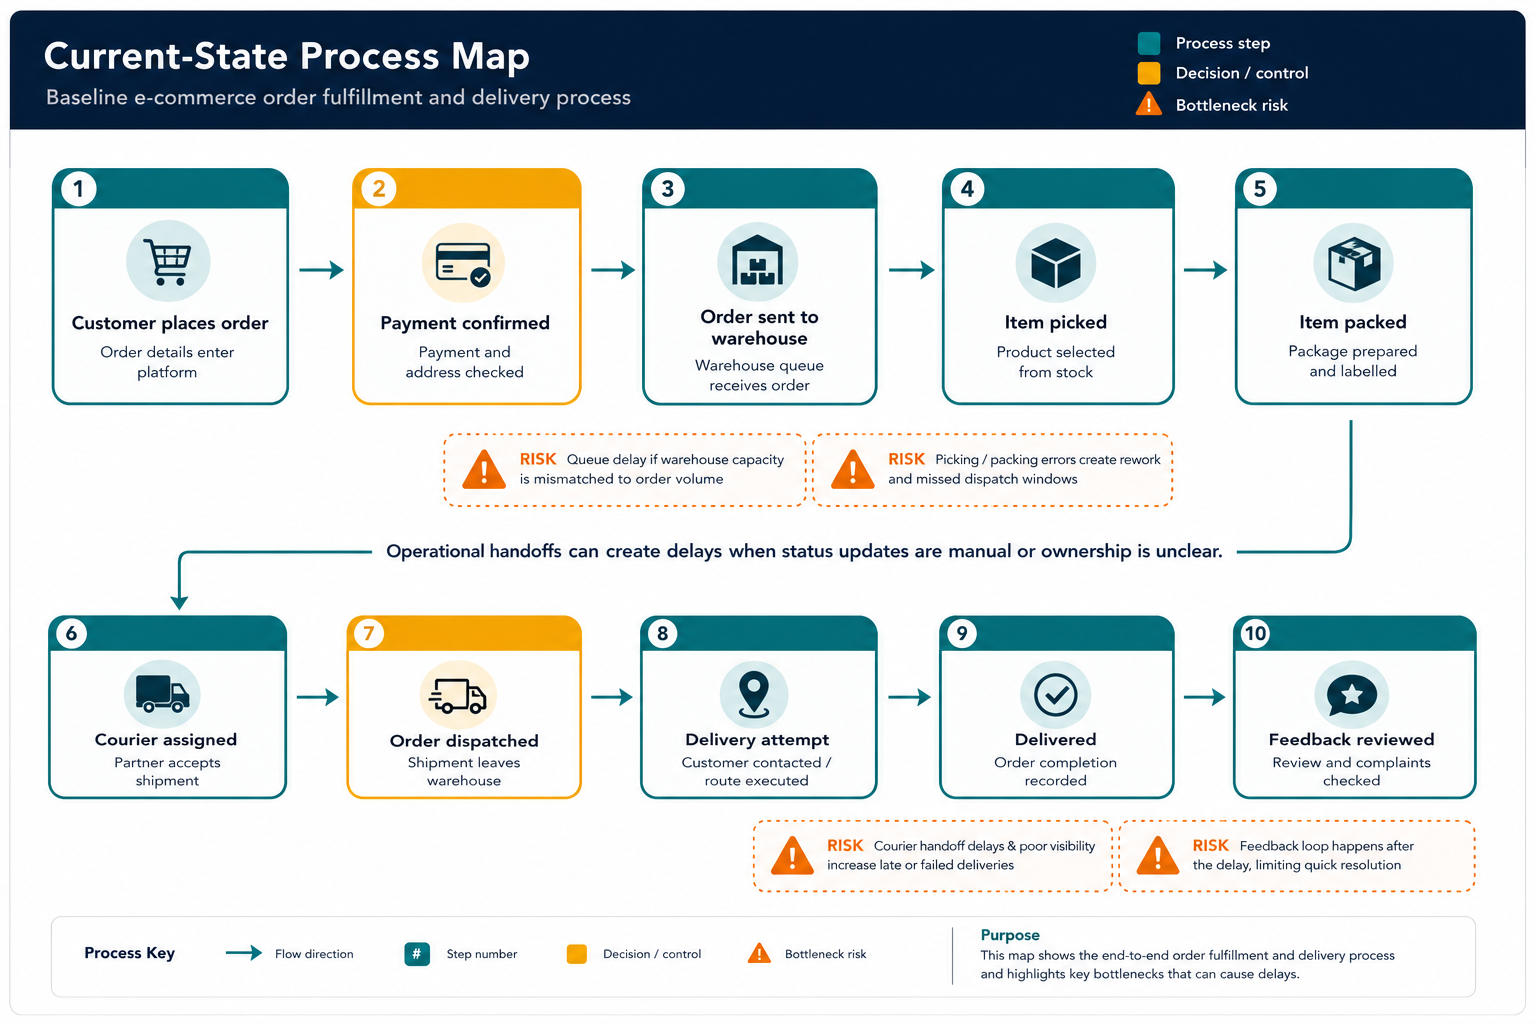 Current-State Process Map
Baseline e-commerce order fulfillment and delivery process
Process step
Decision / control
Bottleneck risk
1
Customer places order
Order details enter
platform
2
Payment confirmed
Payment and
address checked
3
Order sent to
warehouse
Warehouse queue
receives order
4
Item picked
Product selected
from stock
5
Item packed
Package prepared
and labelled
RISK Queue delay if warehouse capacity
is mismatched to order volume
RISK Picking / packing errors create rework
and missed dispatch windows
Operational handoffs can create delays when status updates are manual or ownership is unclear.
6
Courier assigned
Partner accepts
shipment
7
Order dispatched
Shipment leaves
warehouse
8
Delivery attempt
Customer contacted /
route executed
9
Delivered
Order completion
recorded
10
Feedback reviewed
Review and complaints
checked
RISK Courier handoff delays & poor visibility
increase late or failed deliveries
RISK Feedback loop happens after
the delay, limiting quick resolution
Process Key
Flow direction
#
Step number
Decision / control
Bottleneck risk
Purpose
This map shows the end-to-end order fulfillment and delivery process
and highlights key bottlenecks that can cause delays.